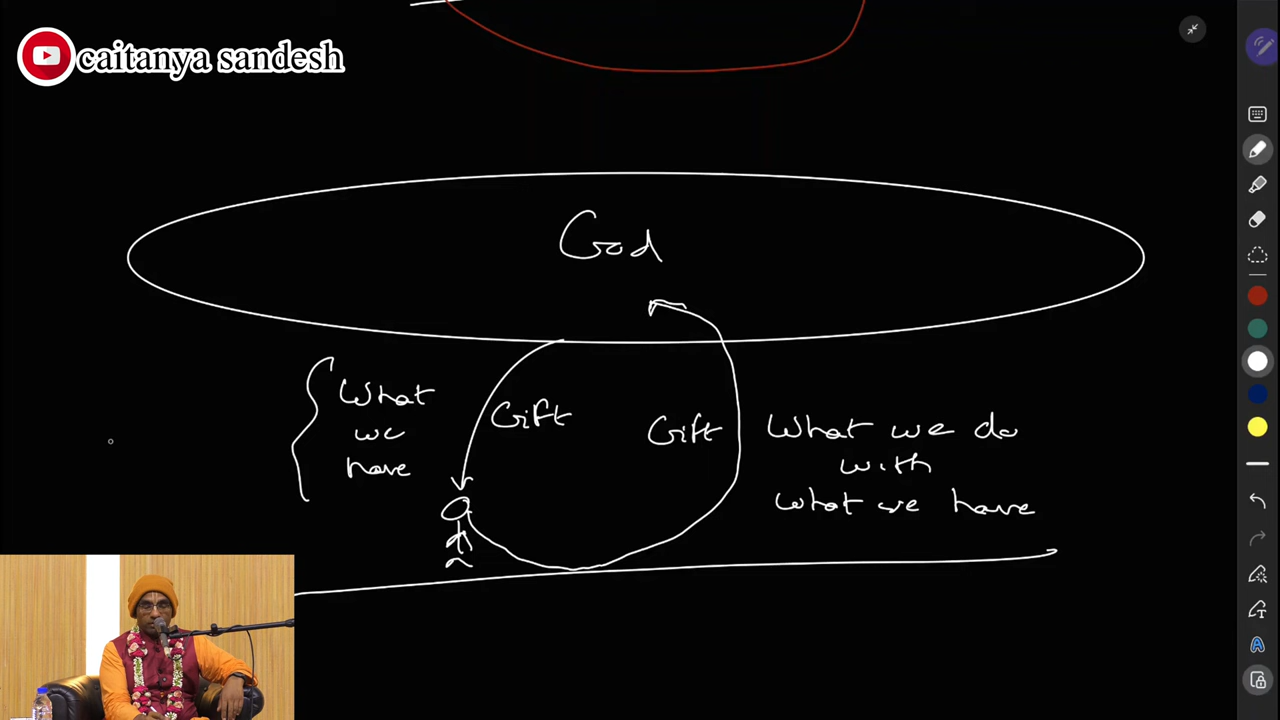 caitanya sandesh
God
What
we
have
Gift
Gift
What we do
with
what we have